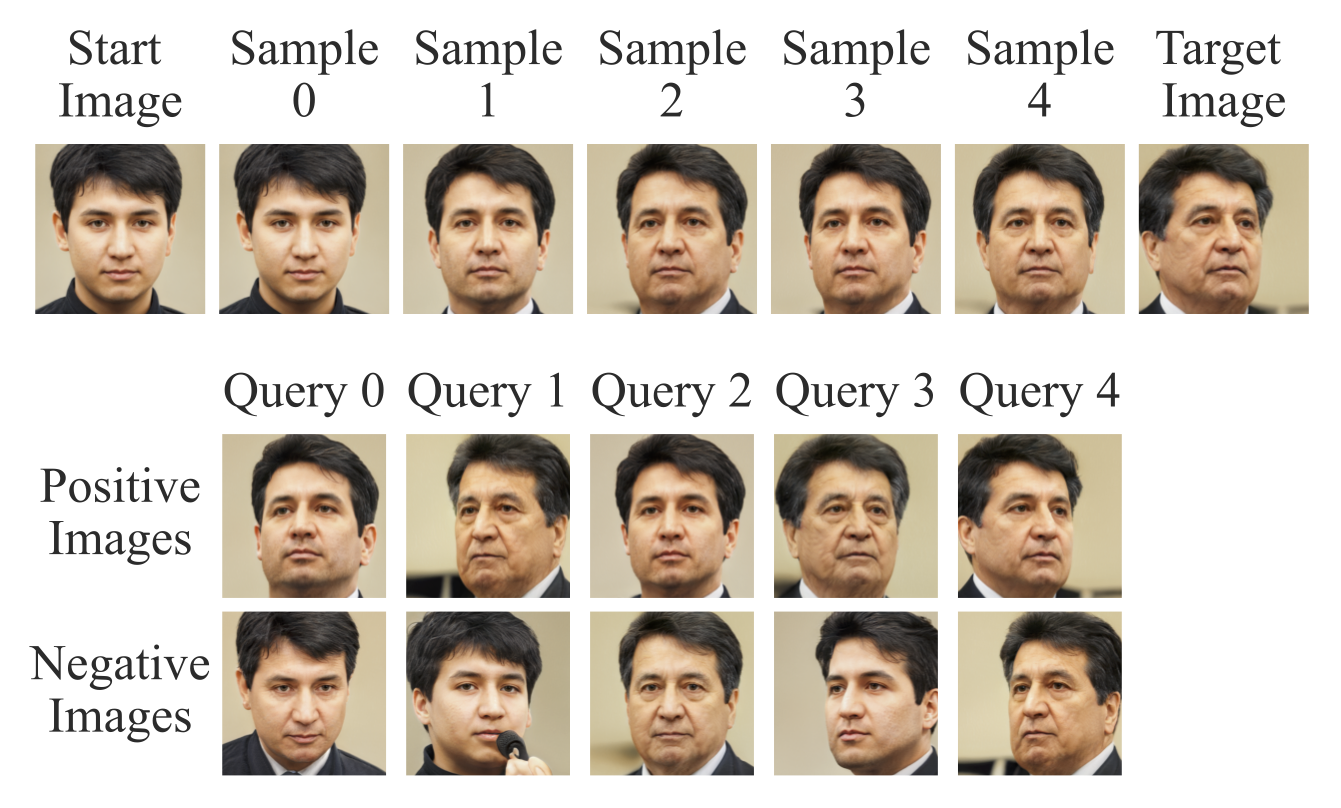 Start Image
Sample 0
Sample 1
Sample 2
Sample 3
Sample 4
Target Image
Query 0
Query 1
Query 2
Query 3
Query 4
Positive Images
Negative Images